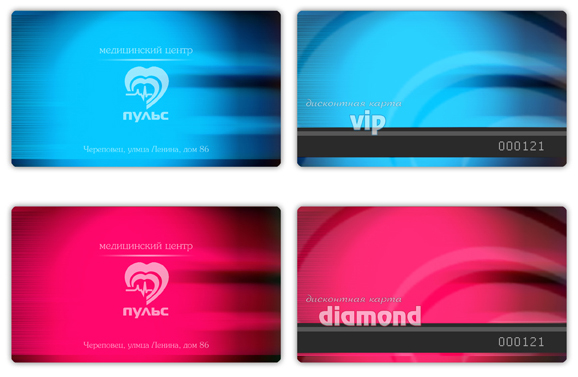 медицинский центр
пульс
Череповец, улица Ленина, дом 86
дисконтная карта
vip
000121
медицинский центр
пульс
Череповец, улица Ленина, дом 86
дисконтная карта
diamond
000121